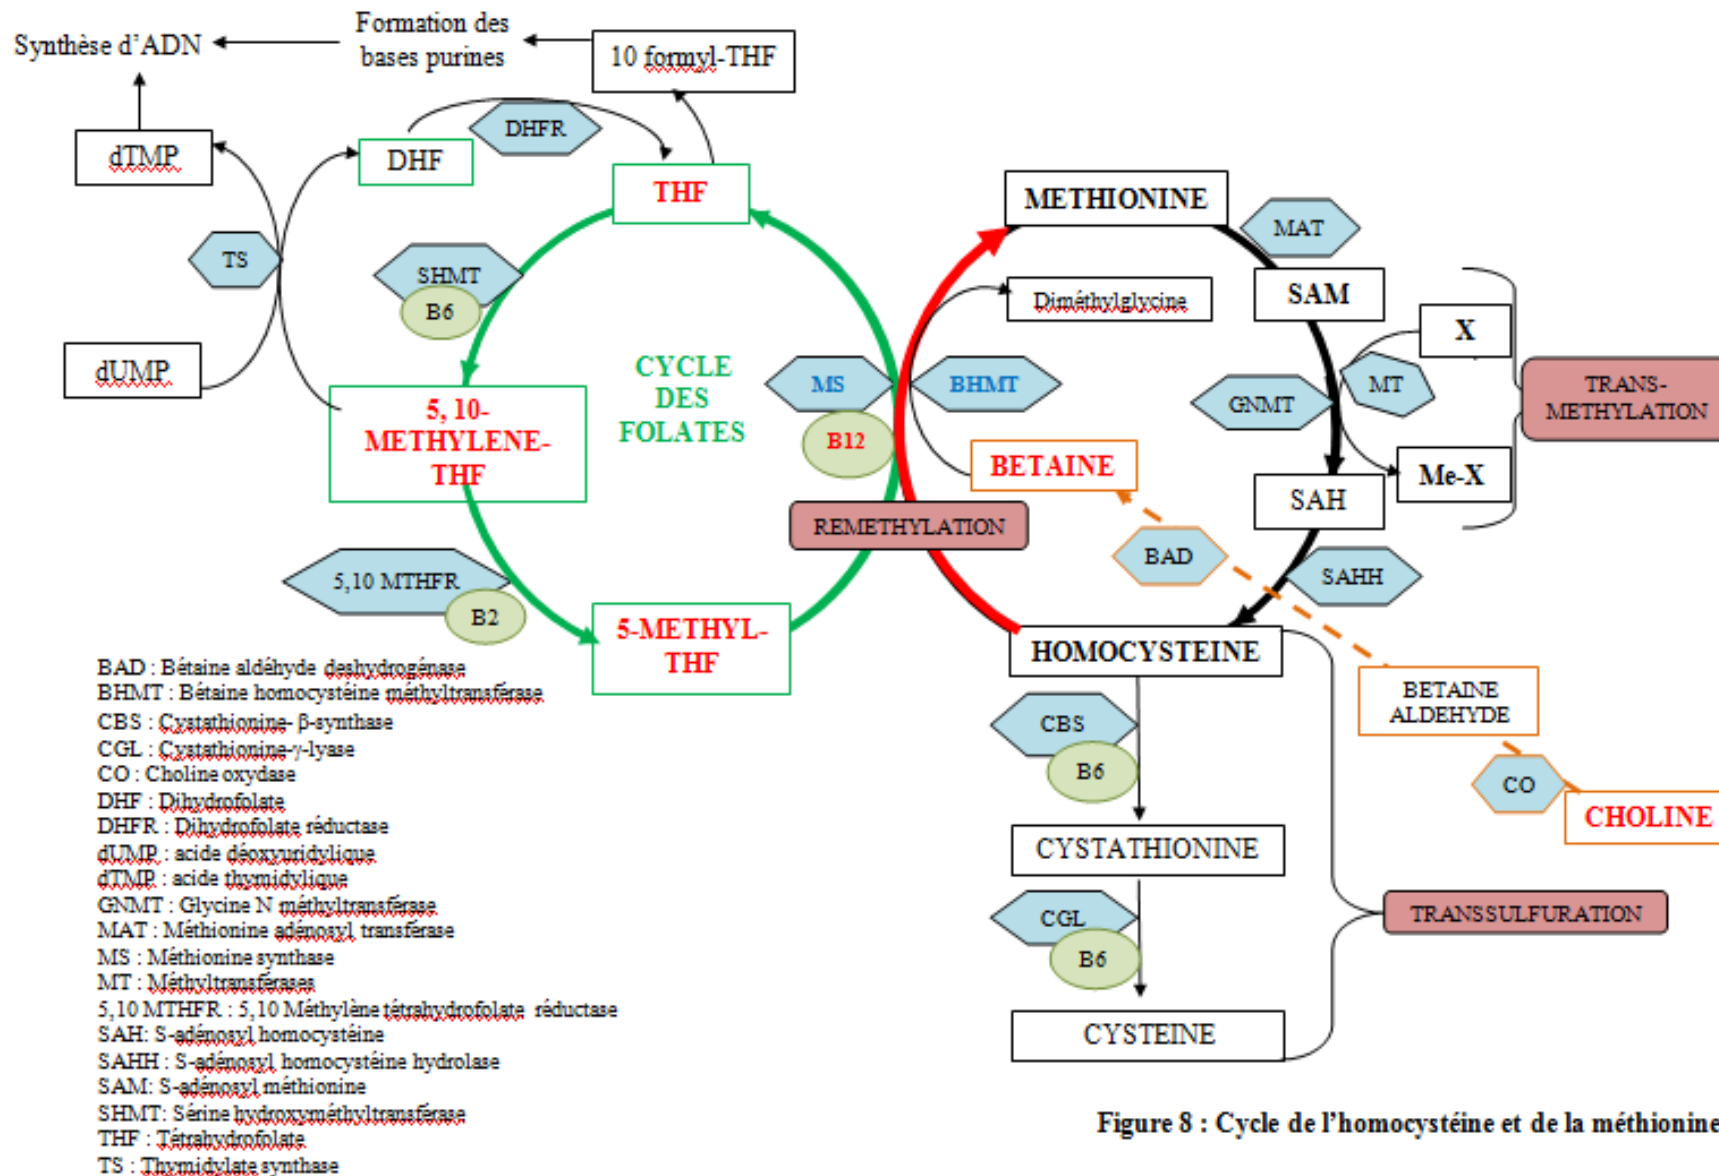 Formation des
bases purines
Synthèse d’ADN
10 formyl-THF
DHFR
dTMP
DHF
THF
TS
SHMT
B6
dUMP
5, 10-
METHYLENE-
THF
CYCLE
DES
FOLATES
MS
B12
BHMT
METHIONINE
MAT
Diméthylglycine
SAM
X
GNMT
MT
TRANS-
METHYLATION
BETAINE
Me-X
SAH
REMETHYLATION
BAD
SAHH
5,10 MTHFR
B2
5-METHYL-
THF
HOMOCYSTEINE
BETAINE
ALDEHYDE
CBS
B6
CO
CHOLINE
CYSTATHIONINE
CGL
B6
TRANSSULFURATION
CYSTEINE
BAD : Bétaine aldéhyde deshydrogénase
BHMT : Bétaine homocystéine méthyltransférase
CBS : Cystathionine- β-synthase
CGL : Cystathionine-γ-lyase
CO : Choline oxydase
DHF : Dihydrofolate
DHFR : Dihydrofolate réductase
dUMP : acide déoxyuridylique
dTMP : acide thymidylique
GNMT : Glycine N méthyltransférase
MAT : Méthionine adénosyl transférase
MS : Méthionine synthase
MT : Méthyltransférases
5,10 MTHFR : 5,10 Méthylène tétrahydrofolate réductase
SAH: S-adénosyl homocystéine
SAHH : S-adénosyl homocystéine hydrolase
SAM: S-adénosyl méthionine
SHMT: Sérine hydroxyméthyltransférase
THF : Tétrahydrofolate
TS : Thymidylate synthase
Figure 8 : Cycle de l’homocystéine et de la méthionine